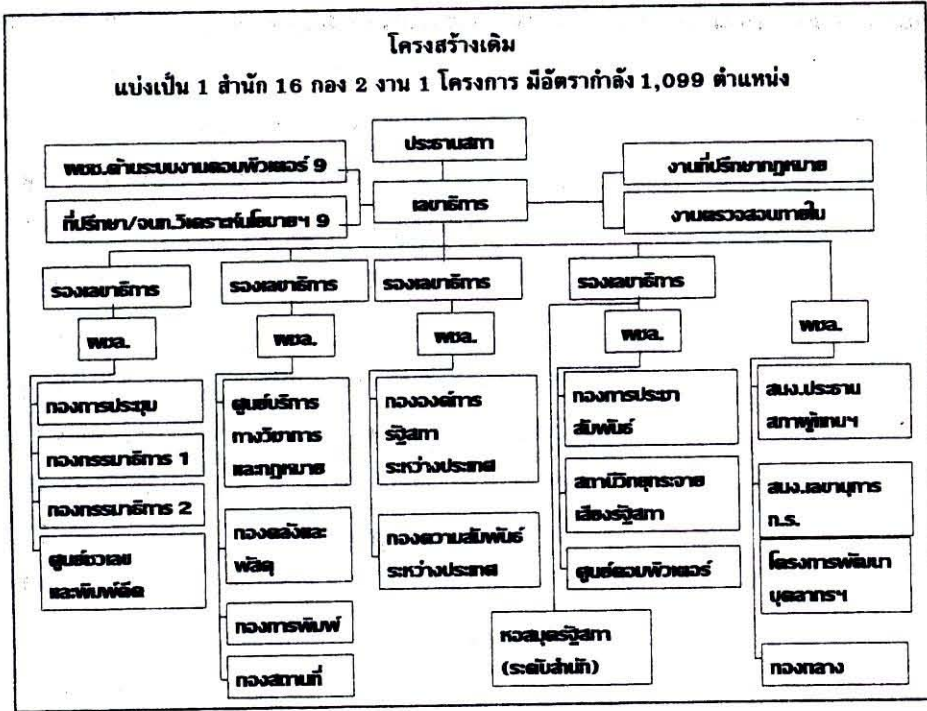 โครงสร้างเดิม
แบ่งเป็น 1 สำนัก 16 กอง 2 งาน 1 โครงการ มีอัตรากำลัง 1,099 ตำแหน่ง
ประธานสภา
พชช.ด้านระบบงานคอมพิวเตอร์ 9
งานที่ปรึกษากฎหมาย
เลขาธิการ
ที่ปรึกษา/จนท.วิเคราะห์นโยบายฯ 9
งานตรวจสอบภายใน
รองเลขาธิการ
รองเลขาธิการ
รองเลขาธิการ
รองเลขาธิการ
พชล.
พชล.
พชล.
พชล.
พชล.
กองการประชุม
กองกรรมาธิการ 1
กองกรรมาธิการ 2
ศูนย์ชวเลข
และพิมพ์ดีด
ศูนย์บริการ
ทางวิชาการ
และกฎหมาย
กองคลังและ
พัสดุ
กองการพิมพ์
กองสถานที่
กององค์การ
รัฐสภา
ระหว่างประเทศ
กองความสัมพันธ์
ระหว่างประเทศ
กองการประชา
สัมพันธ์
สถานีวิทยุกระจาย
เสียงรัฐสภา
ศูนย์คอมพิวเตอร์
หอสมุดรัฐสภา
(ระดับสำนัก)
สนง.ประธาน
สภาผู้แทนฯ
สนง.เลขานุการ
ก.ร.
โครงการพัฒนา
บุคลากรฯ
กองกลาง